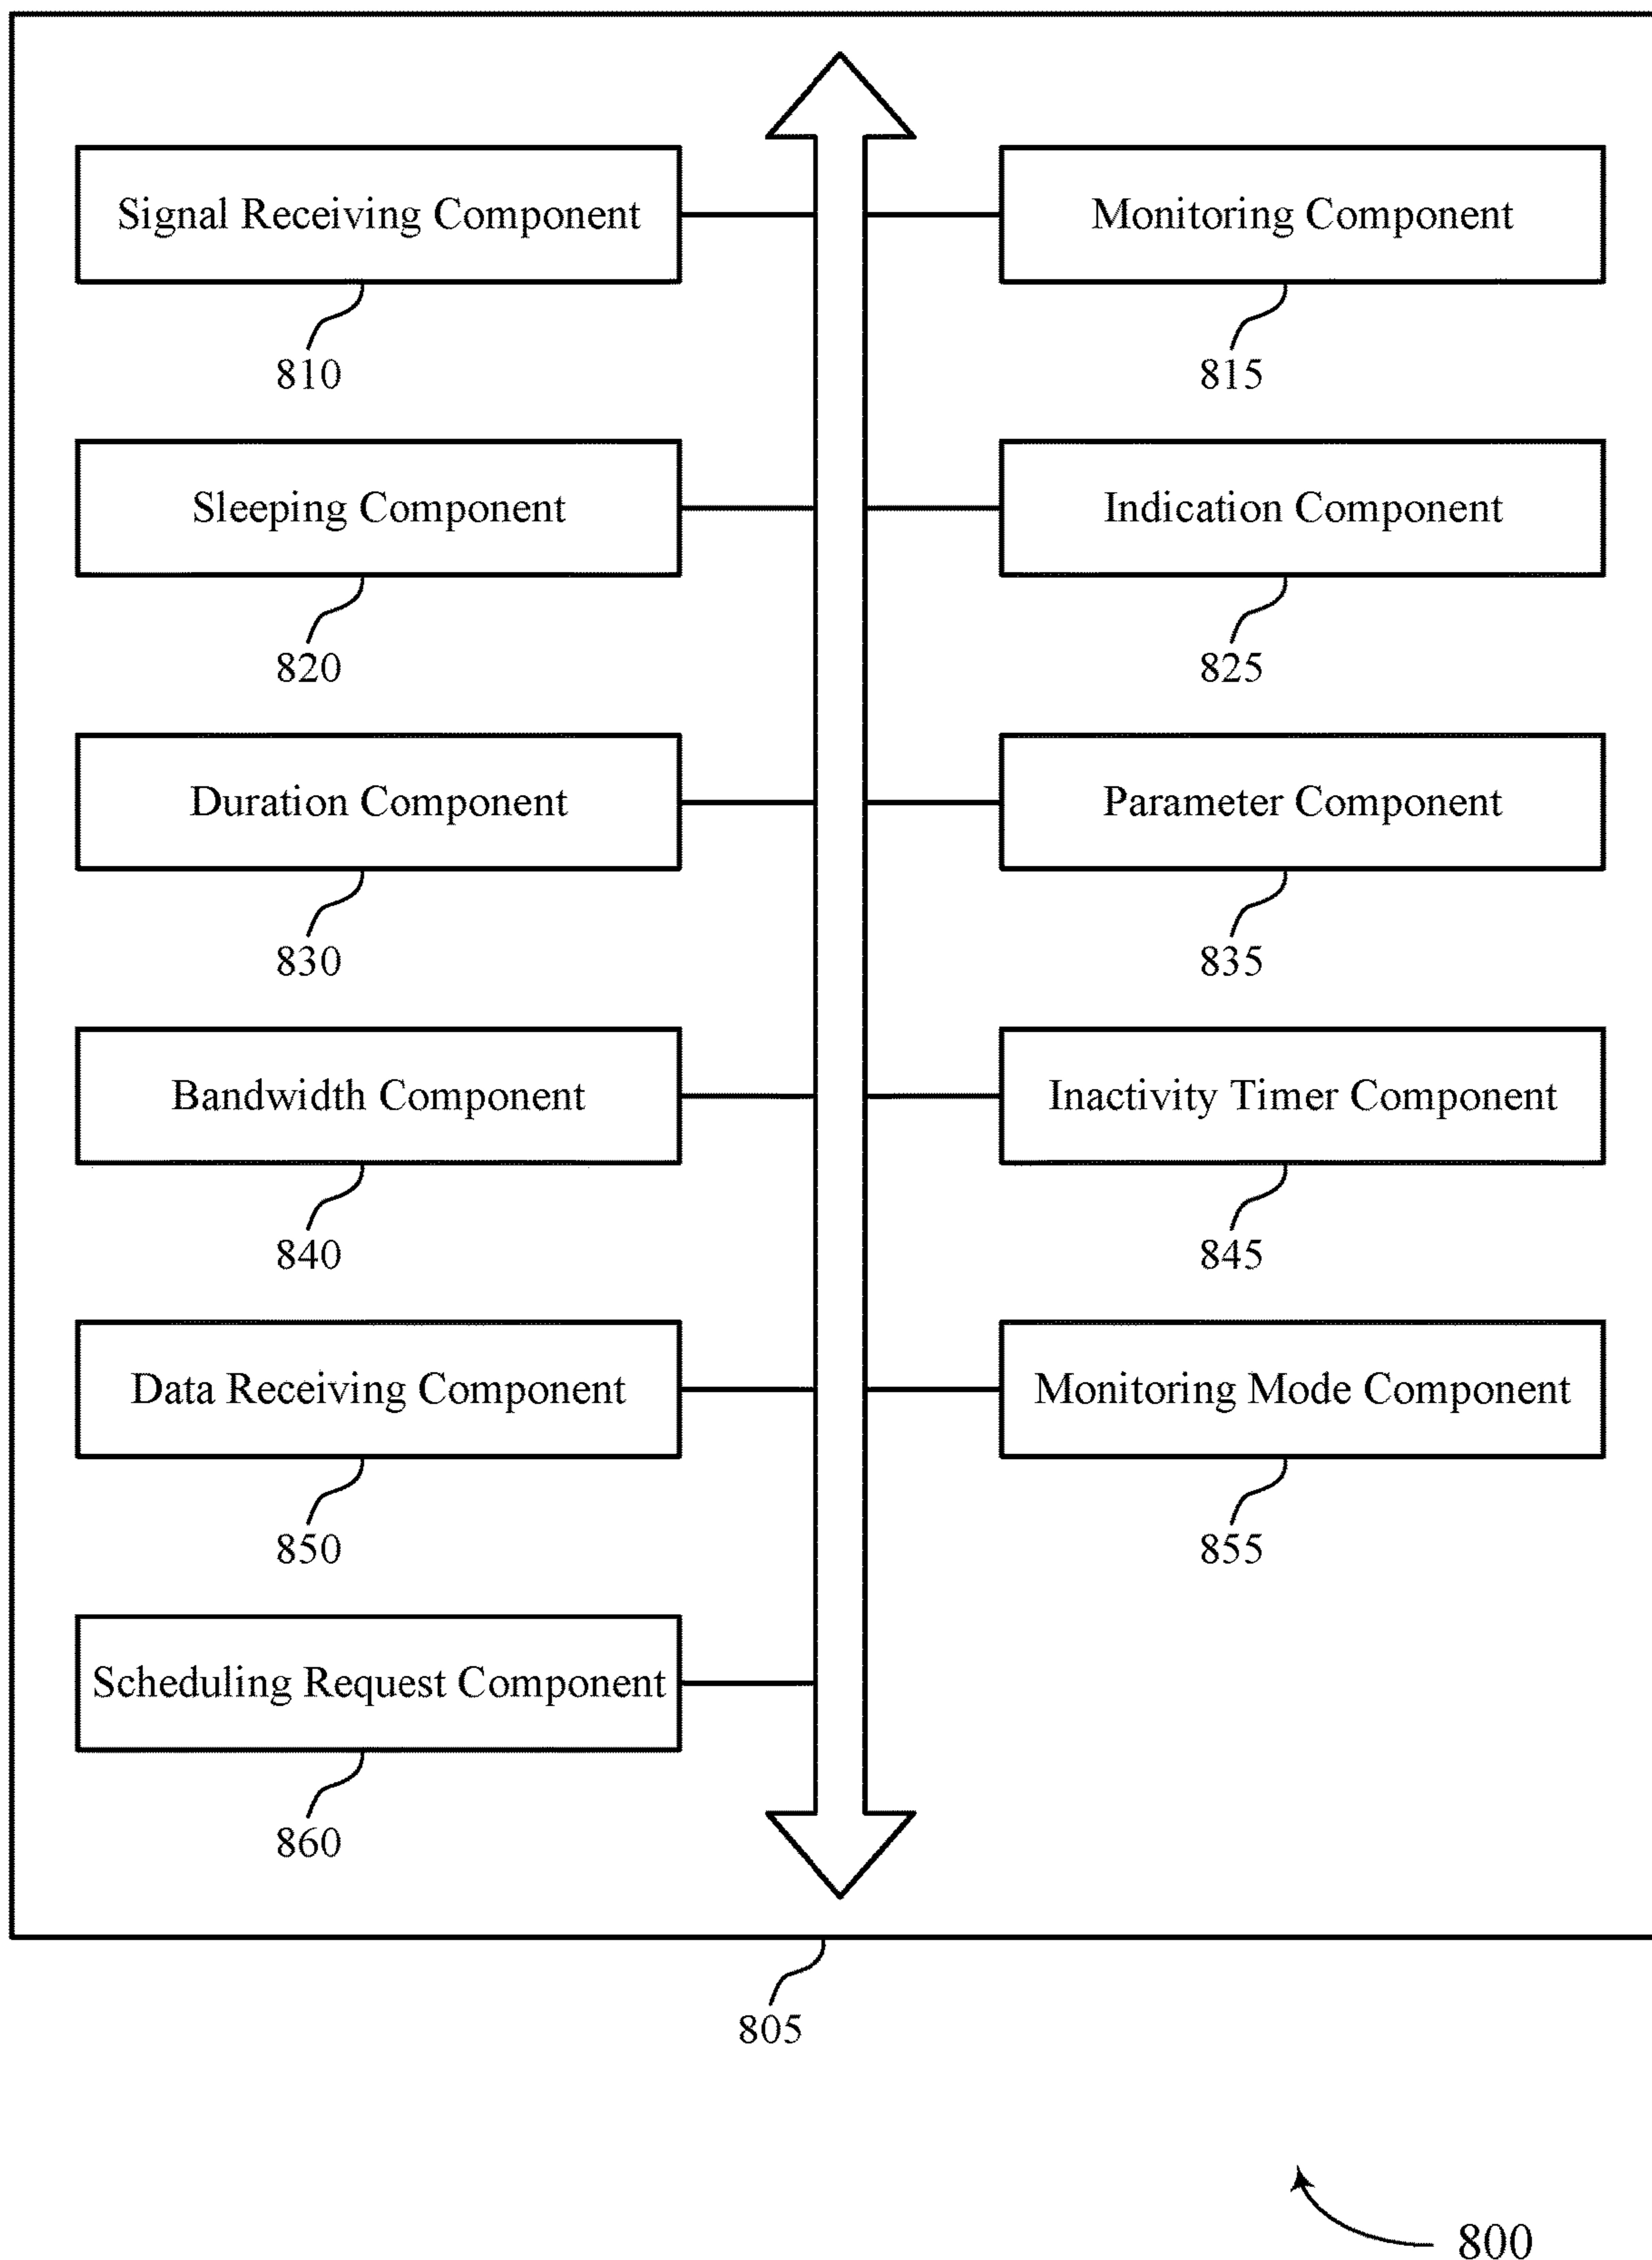 Signal Receiving Component
Monitoring Component
810
815
Sleeping Component
Indication Component
820
825
Duration Component
Parameter Component
830
835
Bandwidth Component
Inactivity Timer Component
840
845
Data Receiving Component
Monitoring Mode Component
850
855
Scheduling Request Component
860
805
800